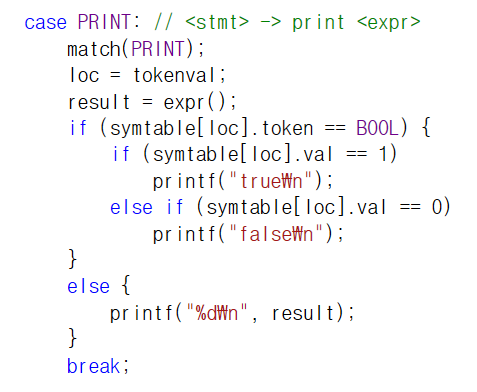 case PRINT: // <stmt> -> print <expr>
match(PRINT);
loc = tokenval;
result = expr();
if (symtable[loc].token == BOOL) {
if (symtable[loc].val == 1)
printf("true₩n");
else if (symtable[loc].val == 0)
printf("false₩n");
}
else {
printf("%d₩n", result);
}
break;